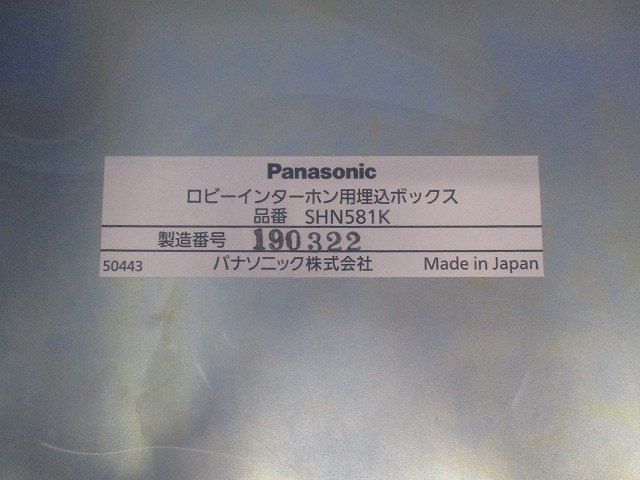 Panasonic
ロビーインターホン用埋込ボックス
品番 SHN581K
製造番号 190322
50443 パナソニック株式会社 Made in Japan